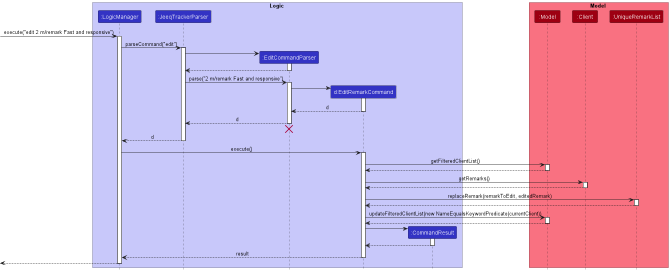 Logic
Model
:LogicManager
:JeeqTrackerParser
:Model
:Client
:UniqueRemarkList
execute("edit 2 m/remark Fast and responsive")
parseCommand("edit")
:EditCommandParser
parse("2 m/remark Fast and responsive")
d:EditRemarkCommand
d
d
d
execute()
getFilteredClientList()
getRemarks()
replaceRemark(remarkToEdit, editedRemark)
updateFilteredClientList(new NameEqualsKeywordPredicate(currentClient))
:CommandResult
result